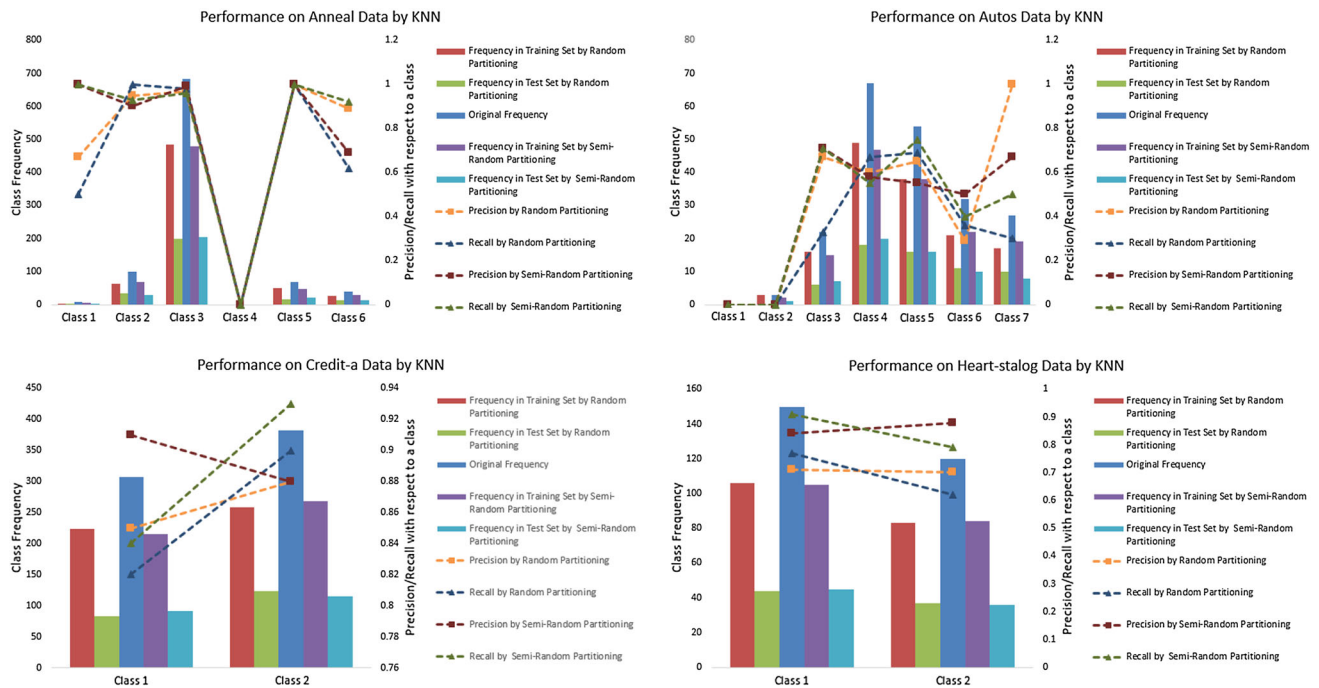 Performance on Anneal Data by KNN
800
700
600
500
400
300
200
100
0
Class Frequency
Class 1
Class 2
Class 3
Class 4
Class 5
Class 6
1.2
1
0.8
0.6
0.4
0.2
0
Precision/Recall with respect to a class
Frequency in Training Set by Random
Partitioning
Frequency in Test Set by Random
Partitioning
Original Frequency
Frequency in Training Set by Semi-
Random Partitioning
Frequency in Test Set by Semi-Random
Partitioning
Precision by Random Partitioning
Recall by Random Partitioning
Precision by Semi-Random Partitioning
Recall by Semi-Random Partitioning
Performance on Autos Data by KNN
80
70
60
50
40
30
20
10
0
Class Frequency
Class 1
Class 2
Class 3
Class 4
Class 5
Class 6
Class 7
1.2
1
0.8
0.6
0.4
0.2
0
Precision/Recall with respect to a class
Frequency in Training Set by Random
Partitioning
Frequency in Test Set by Random
Partitioning
Original Frequency
Frequency in Training Set by Semi-
Random Partitioning
Frequency in Test Set by Semi-Random
Partitioning
Precision by Random Partitioning
Recall by Random Partitioning
Precision by Semi-Random Partitioning
Recall by Semi-Random Partitioning
Performance on Credit-a Data by KNN
450
400
350
300
250
200
150
100
50
0
Class Frequency
Class 1
Class 2
0.94
0.92
0.9
0.88
0.86
0.84
0.82
0.8
0.78
0.76
Precision/Recall with respect to a class
Frequency in Training Set by Random
Partitioning
Frequency in Test Set by Random
Partitioning
Original Frequency
Frequency in Training Set by Semi-
Random Partitioning
Frequency in Test Set by Semi-Random
Partitioning
Precision by Random Partitioning
Recall by Random Partitioning
Precision by Semi-Random Partitioning
Recall by Semi-Random Partitioning
Performance on Heart-stalog Data by KNN
160
140
120
100
80
60
40
20
0
Class Frequency
Class 1
Class 2
1
0.9
0.8
0.7
0.6
0.5
0.4
0.3
0.2
0.1
0
Precision/Recall with respect to a class
Frequency in Training Set by Random
Partitioning
Frequency in Test Set by Random
Partitioning
Original Frequency
Frequency in Training Set by Semi-
Random Partitioning
Frequency in Test Set by Semi-Random
Partitioning
Precision by Random Partitioning
Recall by Random Partitioning
Precision by Semi-Random Partitioning
Recall by Semi-Random Partitioning